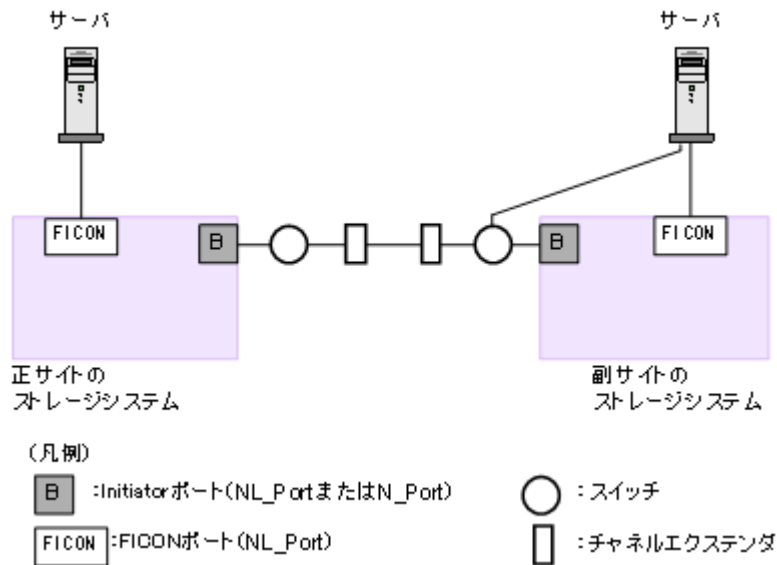 サーバ
サーバ
FICON
B
B
FICON
正サイトの
ストレージシステム
副サイトの
ストレージシステム
(凡例)
B :Initiatorポート(NL_PortまたはN_Port)
:スイッチ
FICON :FICONポート(NL_Port)
:チャネルエクステンダ